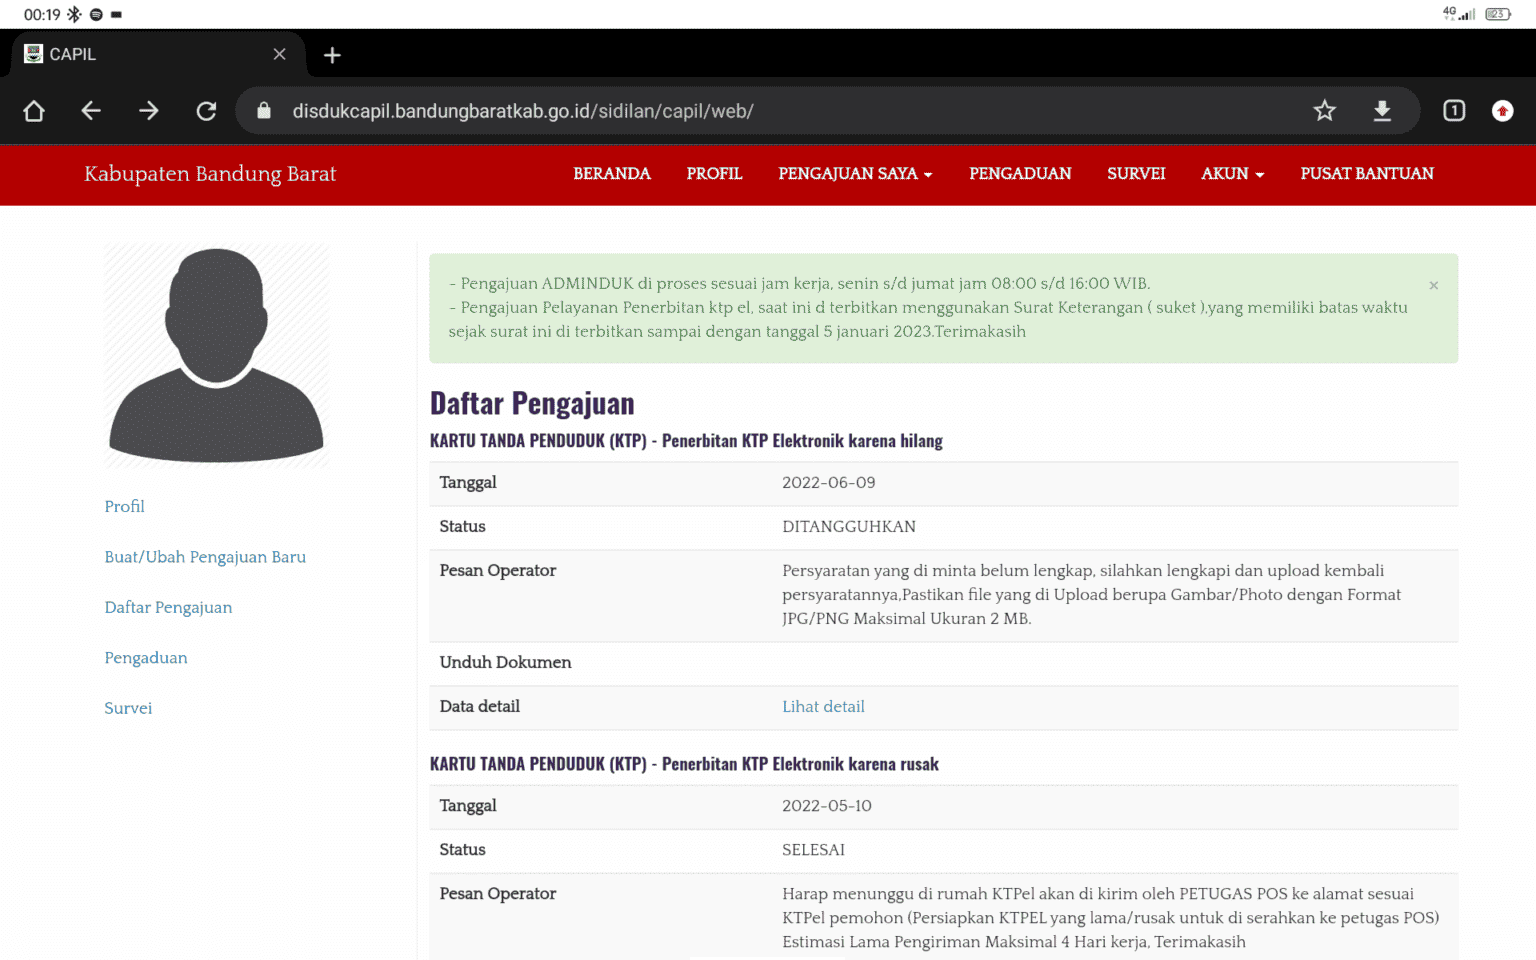 00:19
4G
23
CAPIL
disdukcapil.bandungbaratkab.go.id/sidilan/capil/web/
1
Kabupaten Bandung Barat
BERANDA
PROFIL
PENGAJUAN SAYA
PENGADUAN
SURVEI
AKUN
PUSAT BANTUAN
- Pengajuan ADMINDUK di proses sesuai jam kerja, senin s/d jumat jam 08:00 s/d 16:00 WIB.
- Pengajuan Pelayanan Penerbitan ktp el, saat ini d terbitkan menggunakan Surat Keterangan ( suket ),yang memiliki batas waktu
sejak surat ini di terbitkan sampai dengan tanggal 5 januari 2023.Terimakasih
×
Profil
Buat/Ubah Pengajuan Baru
Daftar Pengajuan
Pengaduan
Survei
Daftar Pengajuan
KARTU TANDA PENDUDUK (KTP) - Penerbitan KTP Elektronik karena hilang
Tanggal 2022-06-09
Status DITANGGUHKAN
Pesan Operator Persyaratan yang di minta belum lengkap, silahkan lengkapi dan upload kembali
persyaratannya,Pastikan file yang di Upload berupa Gambar/Photo dengan Format
JPG/PNG Maksimal Ukuran 2 MB.
Unduh Dokumen
Data detail Lihat detail
KARTU TANDA PENDUDUK (KTP) - Penerbitan KTP Elektronik karena rusak
Tanggal 2022-05-10
Status SELESAI
Pesan Operator Harap menunggu di rumah KTPel akan di kirim oleh PETUGAS POS ke alamat sesuai
KTPel pemohon (Persiapkan KTPEL yang lama/rusak untuk di serahkan ke petugas POS)
Estimasi Lama Pengiriman Maksimal 4 Hari kerja, Terimakasih